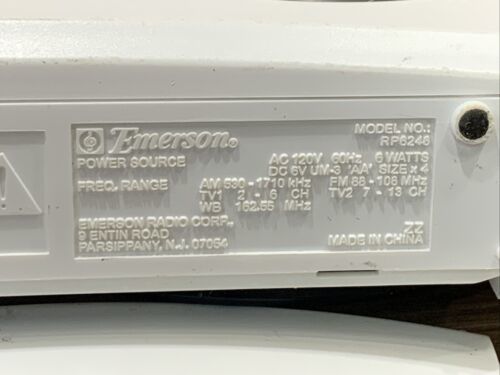 Emerson®
MODEL NO.:
RP6246
POWER SOURCE AC 120V, 60Hz, 6 WATTS
DC 6V UM-3 "AA" SIZE x 4
FREQ. RANGE AM 530 - 1710 kHz FM 88 - 108 MHz
TV1 2 - 6 CH TV2 7 - 13 CH
WB 162.55 MHz
EMERSON RADIO CORP.,
9 ENTIN ROAD
PARSIPPANY, N.J. 07054
ZZ
MADE IN CHINA